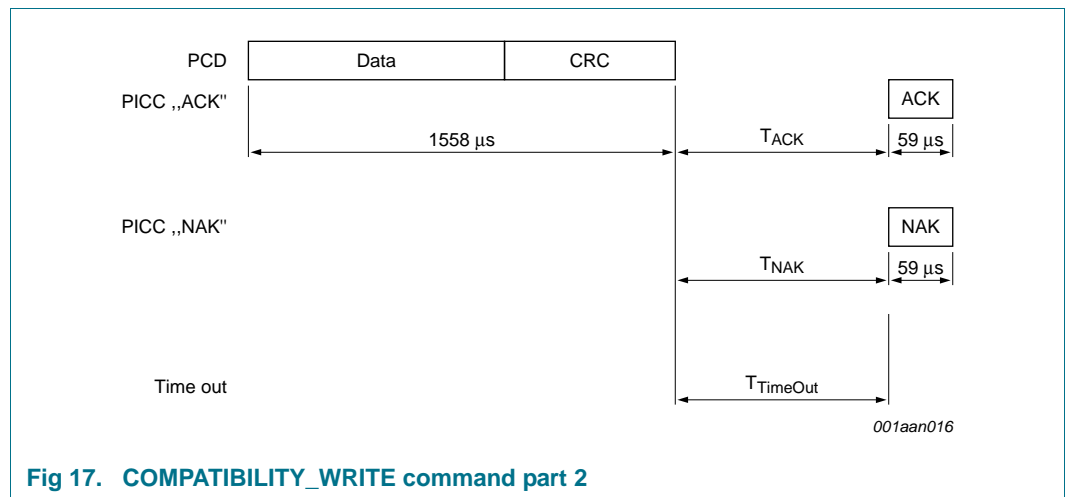 PCD Data CRC
PICC ,,ACK" ACK
1558 μs TACK 59 μs
PICC ,,NAK" NAK
TNAK 59 μs
Time out TTimeOut
001aan016
Fig 17. COMPATIBILITY_WRITE command part 2